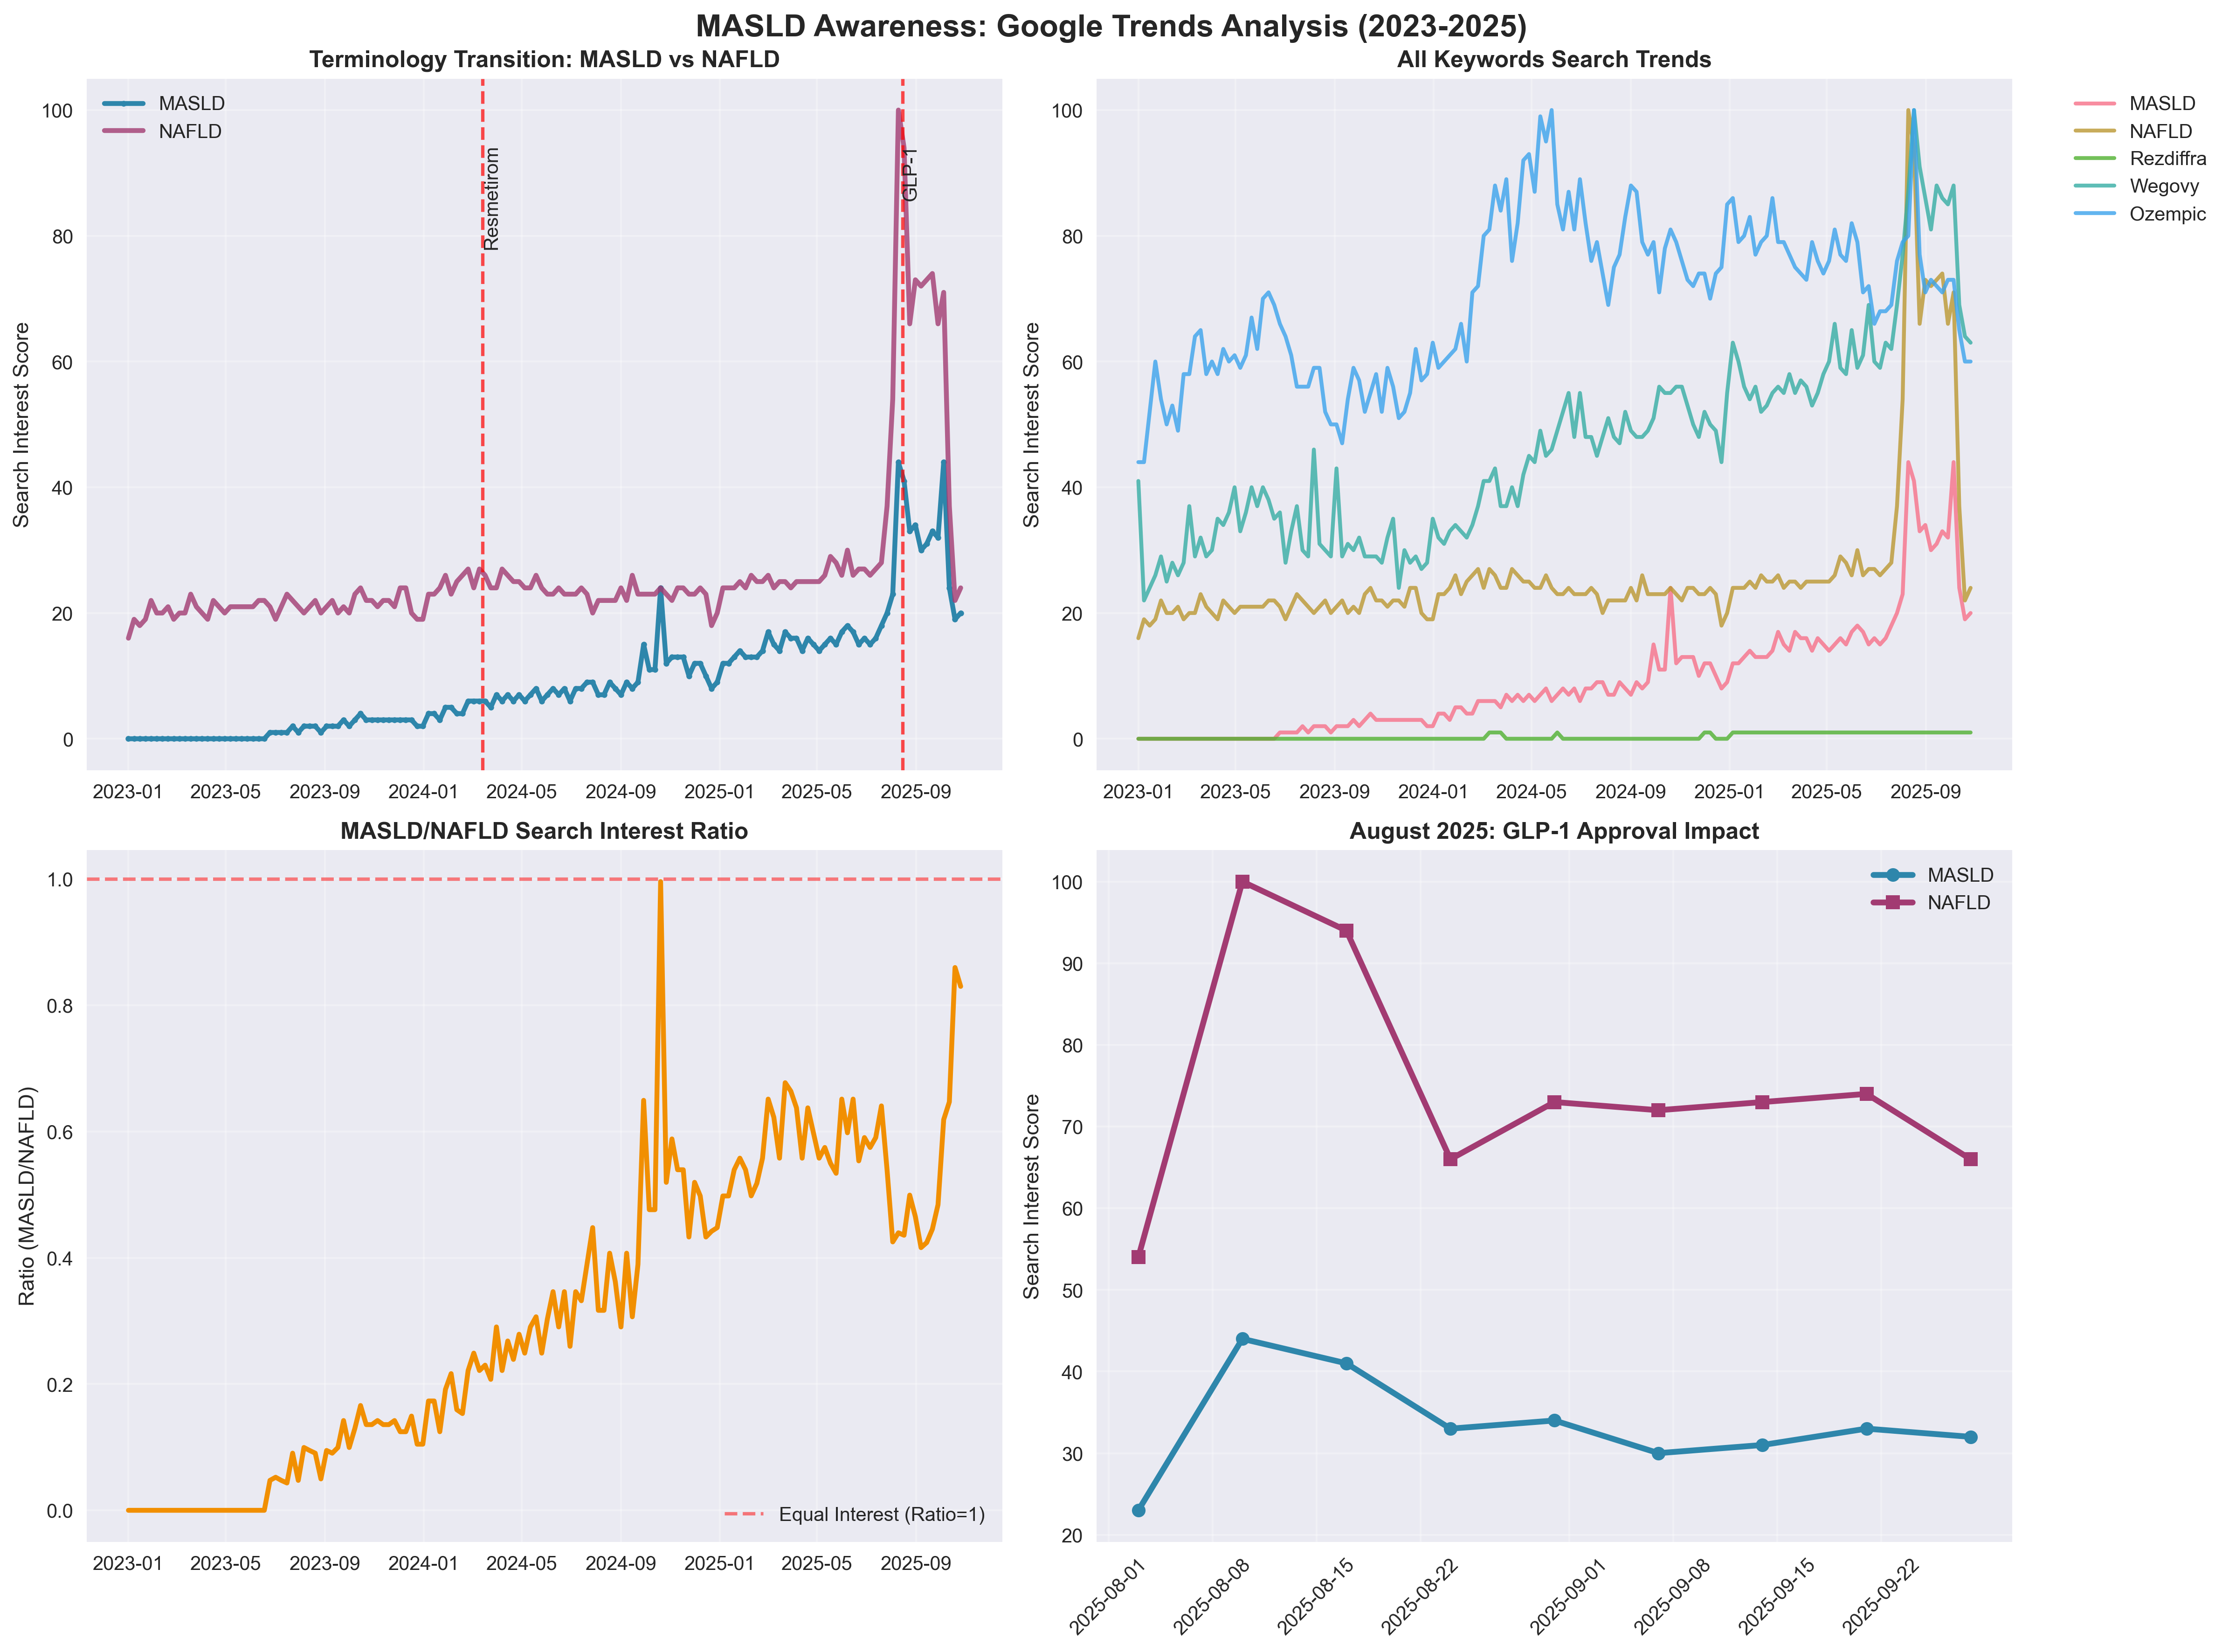 MASLD Awareness: Google Trends Analysis (2023-2025)
Terminology Transition: MASLD vs NAFLD
MASLD
NAFLD
Resmetirom
GLP-1
Search Interest Score
100
80
60
40
20
0
2023-01 2023-05 2023-09 2024-01 2024-05 2024-09 2025-01 2025-05 2025-09
All Keywords Search Trends
MASLD
NAFLD
Rezdiffra
Wegovy
Ozempic
Search Interest Score
100
80
60
40
20
0
2023-01 2023-05 2023-09 2024-01 2024-05 2024-09 2025-01 2025-05 2025-09
MASLD/NAFLD Search Interest Ratio
Ratio (MASLD/NAFLD)
1.0
0.8
0.6
0.4
0.2
0.0
Equal Interest (Ratio=1)
2023-01 2023-05 2023-09 2024-01 2024-05 2024-09 2025-01 2025-05 2025-09
August 2025: GLP-1 Approval Impact
MASLD
NAFLD
Search Interest Score
100
90
80
70
60
50
40
30
20
2025-08-01 2025-08-08 2025-08-15 2025-08-22 2025-09-01 2025-09-08 2025-09-15 2025-09-22